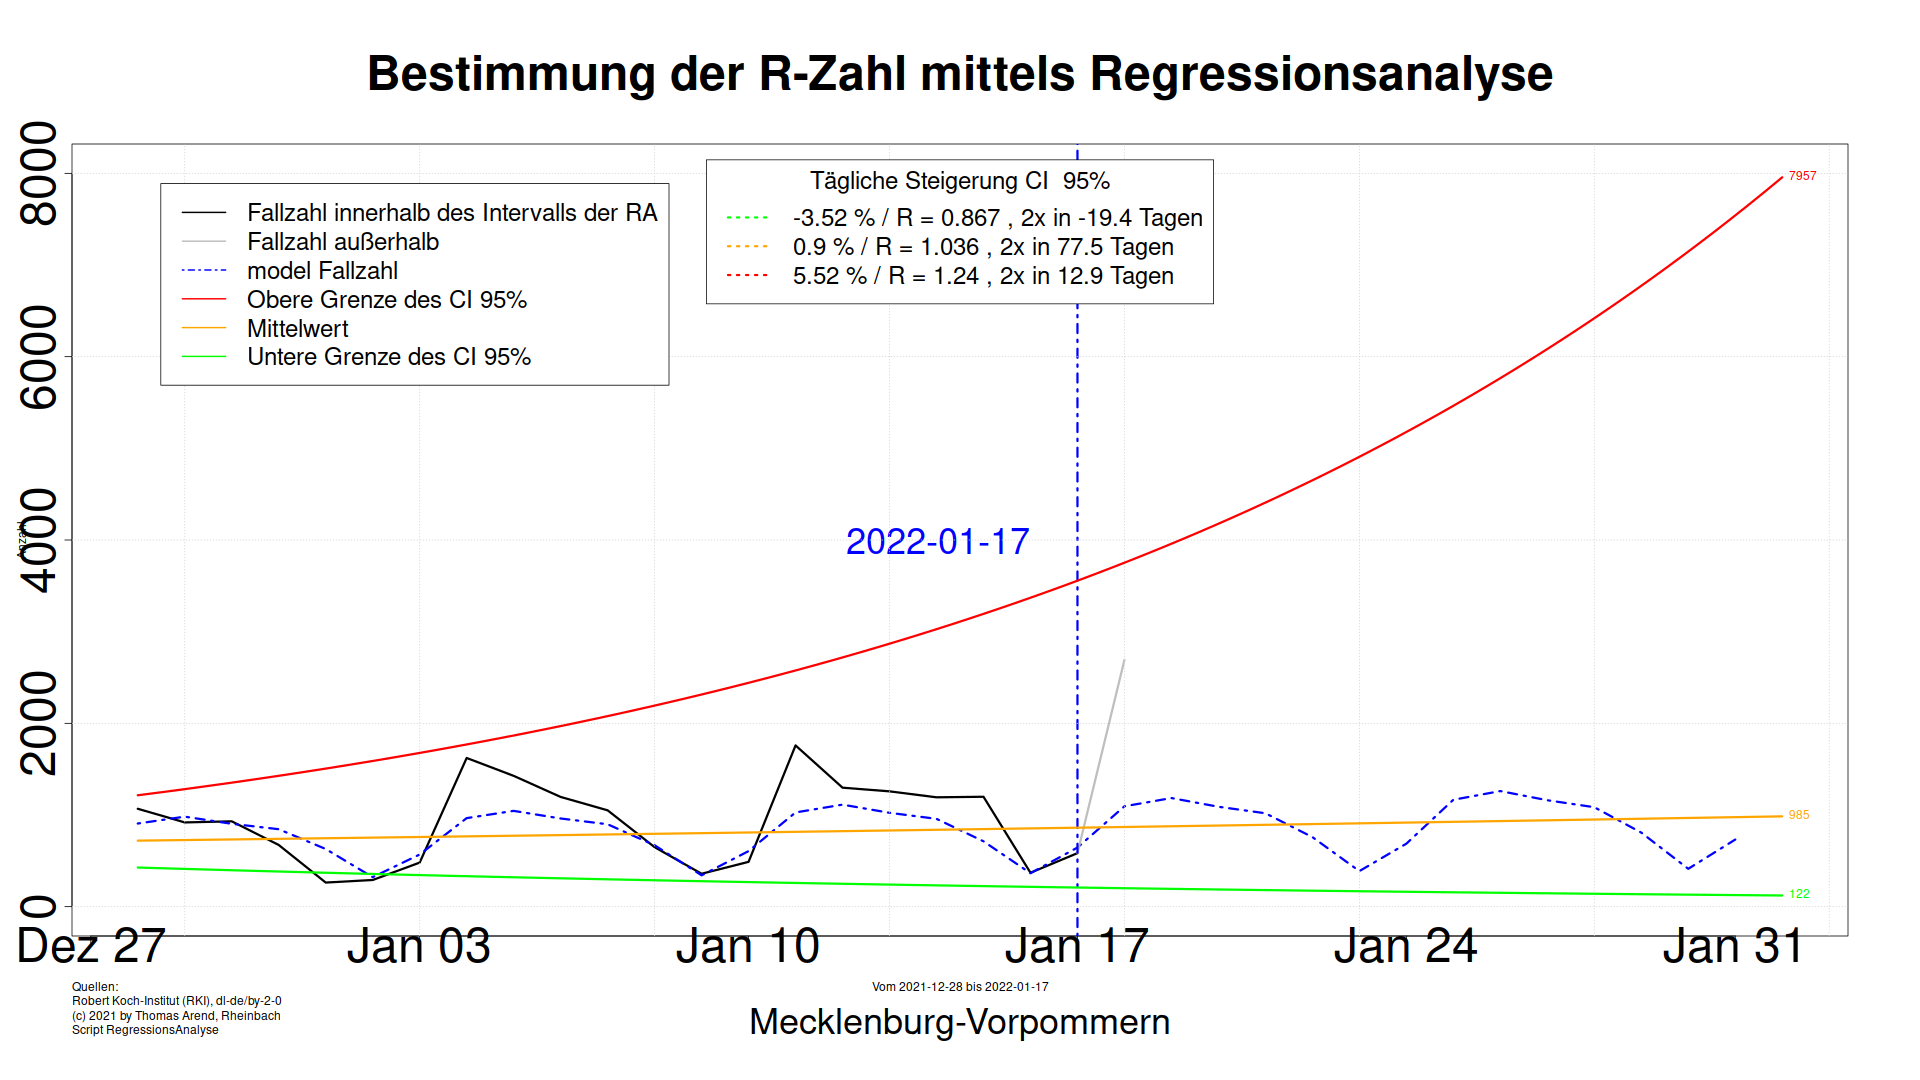 Bestimmung der R-Zahl mittels Regressionsanalyse
Anzahl
8000
6000
4000
2000
0
Fallzahl innerhalb des Intervalls der RA
Fallzahl außerhalb
model Fallzahl
Obere Grenze des CI 95%
Mittelwert
Untere Grenze des CI 95%
Tägliche Steigerung CI 95%
-3.52 % / R = 0.867 , 2x in -19.4 Tagen
0.9 % / R = 1.036 , 2x in 77.5 Tagen
5.52 % / R = 1.24 , 2x in 12.9 Tagen
7957
2022-01-17
985
122
Dez 27 Jan 03 Jan 10 Jan 17 Jan 24 Jan 31
Quellen:
Robert Koch-Institut (RKI), dl-de/by-2-0
(c) 2021 by Thomas Arend, Rheinbach
Script RegressionsAnalyse
Vom 2021-12-28 bis 2022-01-17
Mecklenburg-Vorpommern